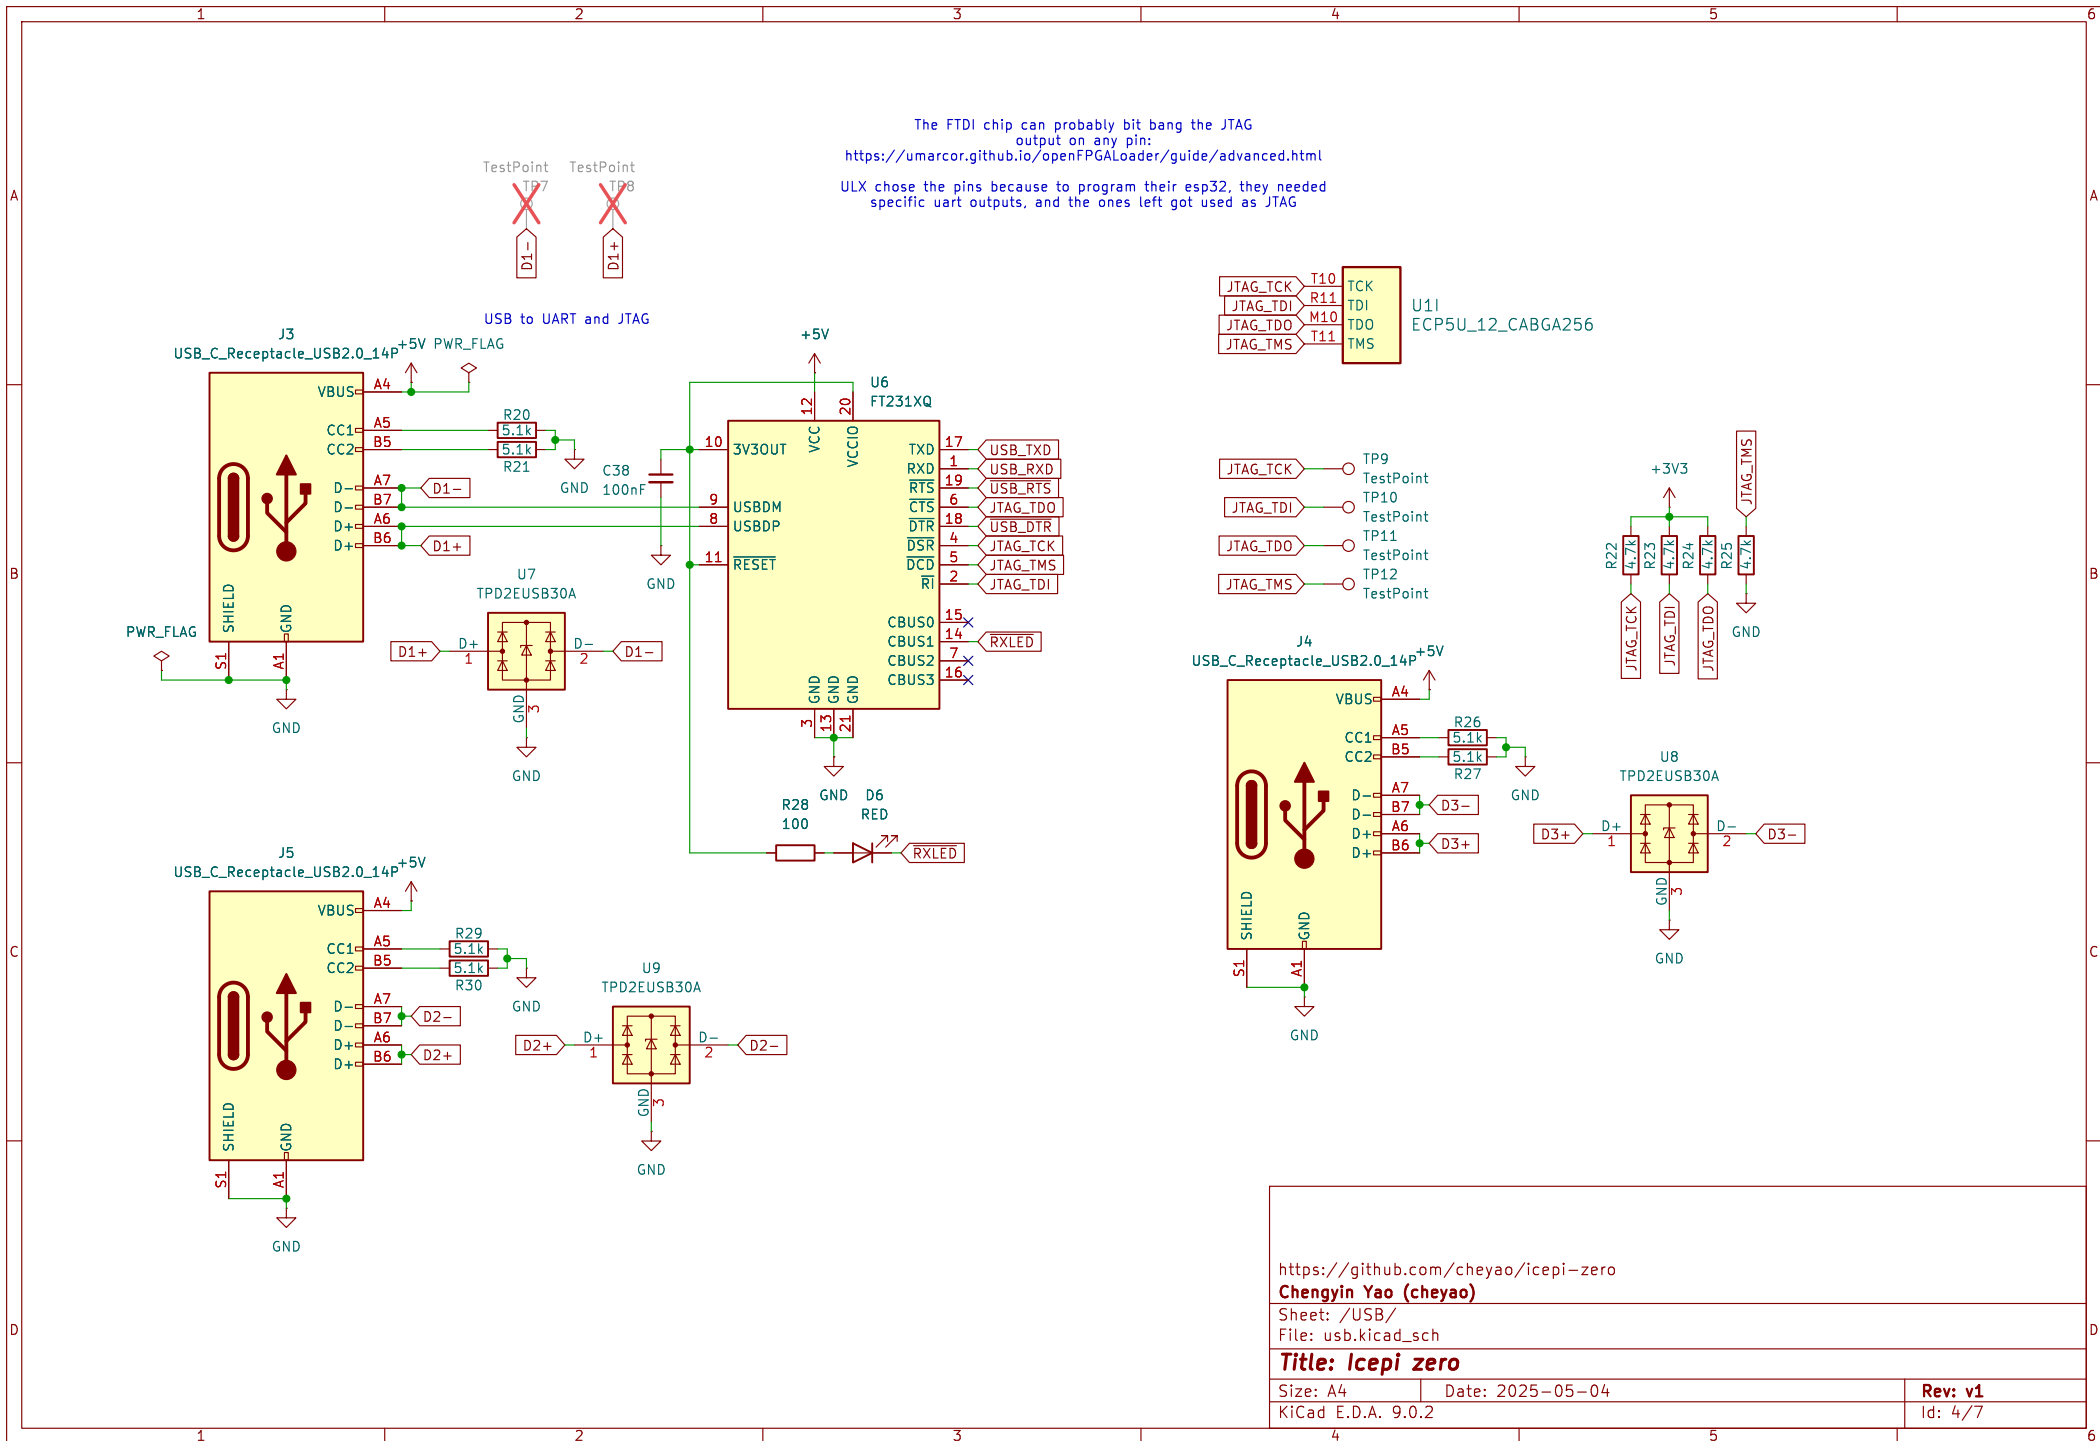 1 2 3 4 5 6
A
B
C
D
A
B
C
D
1 2 3 4 5 6
The FTDI chip can probably bit bang the JTAG
output on any pin:
https://umarcor.github.io/openFPGALoader/guide/advanced.html
ULX chose the pins because to program their esp32, they needed
specific uart outputs, and the ones left got used as JTAG
TestPoint TestPoint
TP7 TP8
D1-
D1+
USB to UART and JTAG
J3
USB_C_Receptacle_USB2.0_14P
+5V PWR_FLAG
VBUS A4
CC1 A5
CC2 B5
D- A7
D- B7
D+ A6
D+ B6
SHIELD
GND
S1
A1
PWR_FLAG
GND
R20
5.1k
5.1k
R21
GND
D1-
D1+
U7
TPD2EUSB30A
D1+
D+
1
D-
2
D1-
GND
3
GND
C38
100nF
GND
+5V
U6
FT231XQ
12
20
VCC
VCCIO
10 3V3OUT
9 USBDM
8 USBDP
11 RESET
TXD 17 USB_TXD
RXD 1 USB_RXD
RTS 19 USB_RTS
CTS 6 JTAG_TDO
DTR 18 USB_DTR
DSR 4 JTAG_TCK
DCD 5 JTAG_TMS
RI 2 JTAG_TDI
CBUS0 15
CBUS1 14 RXLED
CBUS2 7
CBUS3 16
GND
GND
GND
3
13
21
GND
R28
100
D6
RED
RXLED
J5
USB_C_Receptacle_USB2.0_14P
+5V
VBUS A4
CC1 A5
CC2 B5
D- A7
D- B7
D+ A6
D+ B6
SHIELD
GND
S1
A1
GND
R29
5.1k
5.1k
R30
GND
D2-
D2+
U9
TPD2EUSB30A
D2+
D+
1
D-
2
D2-
GND
3
GND
JTAG_TCK T10 TCK
JTAG_TDI R11 TDI
JTAG_TDO M10 TDO
JTAG_TMS T11 TMS
U1I
ECP5U_12_CABGA256
JTAG_TCK TP9
TestPoint
JTAG_TDI TP10
TestPoint
JTAG_TDO TP11
TestPoint
JTAG_TMS TP12
TestPoint
+3V3
JTAG_TMS
R22
4.7k
R23
4.7k
R24
4.7k
R25
4.7k
JTAG_TCK
JTAG_TDI
JTAG_TDO
GND
J4
USB_C_Receptacle_USB2.0_14P
+5V
VBUS A4
CC1 A5
CC2 B5
D- A7
D- B7
D+ A6
D+ B6
SHIELD
GND
S1
A1
GND
R26
5.1k
5.1k
R27
GND
D3-
D3+
U8
TPD2EUSB30A
D3+
D+
1
D-
2
D3-
GND
3
GND
https://github.com/cheyao/icepi-zero
Chengyin Yao (cheyao)
Sheet: /USB/
File: usb.kicad_sch
Title: Icepi zero
Size: A4 Date: 2025-05-04 Rev: v1
KiCad E.D.A. 9.0.2 Id: 4/7